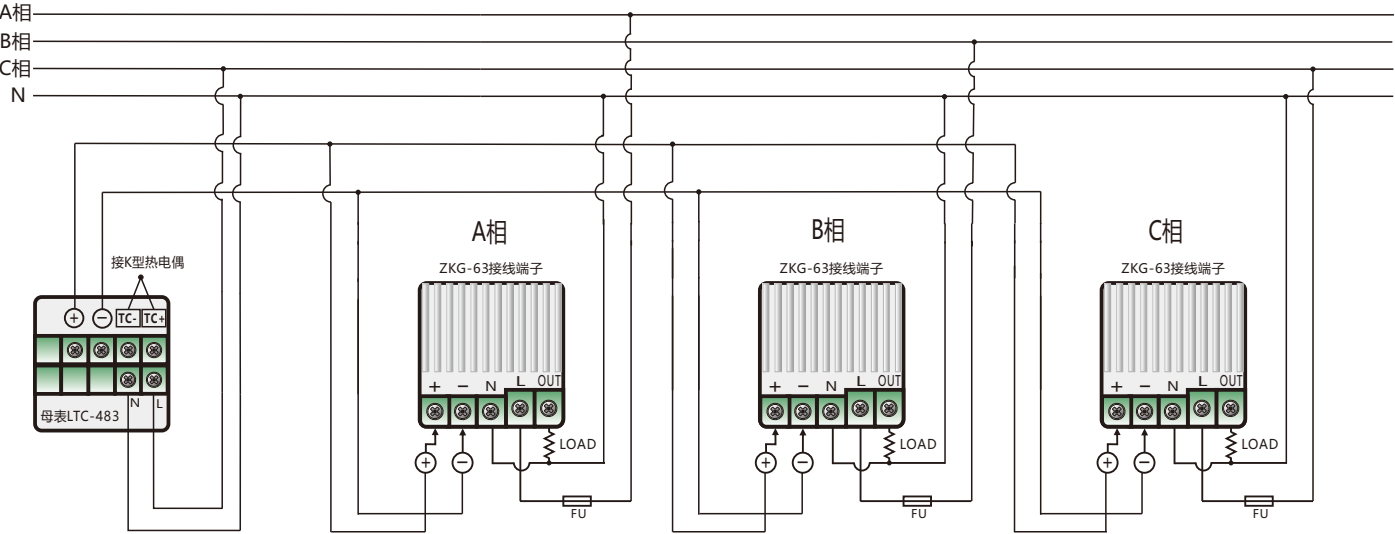 A相
B相
C相
N
A相
B相
C相
接K型热电偶
ZKG-63接线端子
ZKG-63接线端子
ZKG-63接线端子
+ − TC- TC+
+ − N L OUT
+ − N L OUT
+ − N L OUT
N L
母表LTC-483
LOAD
LOAD
LOAD
+ −
+ −
+ −
FU
FU
FU